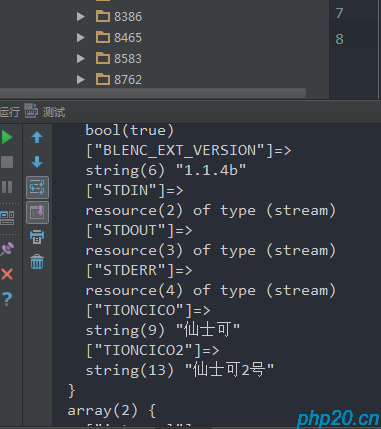 8386
8465
8583
8762
7
8
运行 测试
bool(true)
["BLENC_EXT_VERSION"]=>
string(6) "1.1.4b"
["STDIN"]=>
resource(2) of type (stream)
["STDOUT"]=>
resource(3) of type (stream)
["STDERR"]=>
resource(4) of type (stream)
["TIONCICO"]=>
string(9) "仙士可"
["TIONCICO2"]=>
string(13) "仙士可2号"
}
array(2) {
php20.cn